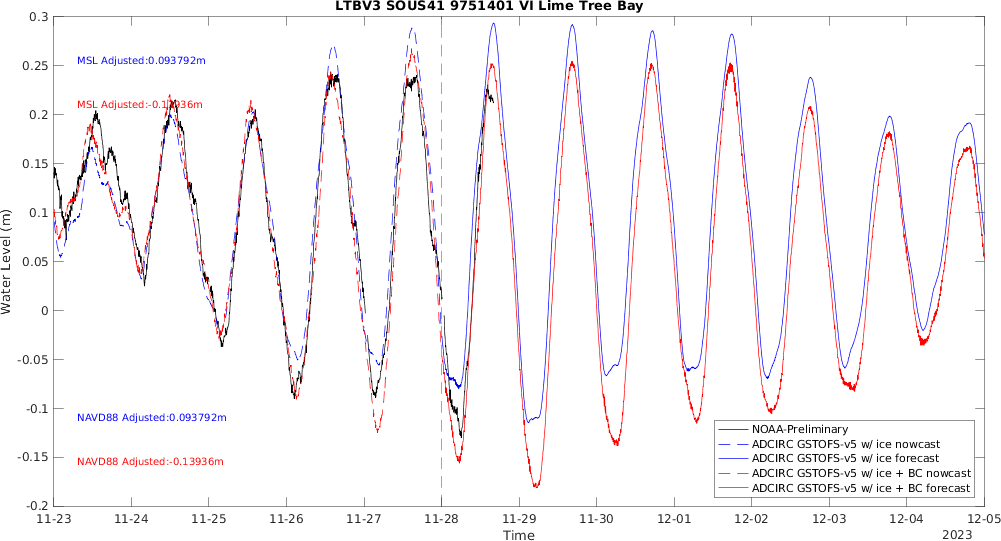 LTBV3 SOUS41 9751401 VI Lime Tree Bay
0.3
0.25
0.2
0.15
0.1
0.05
0
-0.05
-0.1
-0.15
-0.2
Water Level (m)
MSL Adjusted:0.093792m
MSL Adjusted:-0.13936m
NAVD88 Adjusted:0.093792m
NAVD88 Adjusted:-0.13936m
NOAA-Preliminary
ADCIRC GSTOFS-v5 w/ ice nowcast
ADCIRC GSTOFS-v5 w/ ice forecast
ADCIRC GSTOFS-v5 w/ ice + BC nowcast
ADCIRC GSTOFS-v5 w/ ice + BC forecast
11-23 11-24 11-25 11-26 11-27 11-28 11-29 11-30 12-01 12-02 12-03 12-04 12-05
Time
2023